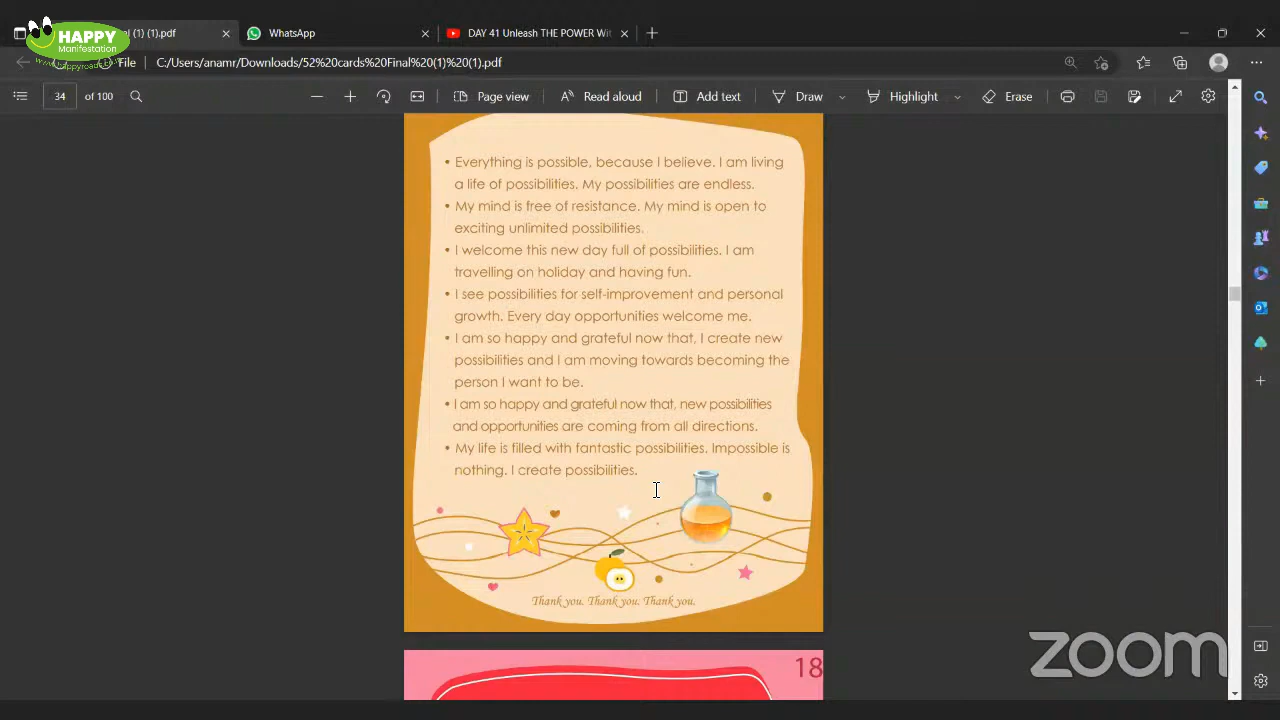 HAPPY
Manifestation
al (1) (1).pdf
WhatsApp
DAY 41 Unleash THE POWER Wit
File
C:/Users/anamr/Downloads/52%20cards%20Final%20(1)%20(1).pdf
34 of 100
Page view
Read aloud
Add text
Draw
Highlight
Erase
• Everything is possible, because I believe. I am living
a life of possibilities. My possibilities are endless.
• My mind is free of resistance. My mind is open to
exciting unlimited possibilities.
• I welcome this new day full of possibilities. I am
travelling on holiday and having fun.
• I see possibilities for self-improvement and personal
growth. Every day opportunities welcome me.
• I am so happy and grateful now that, I create new
possibilities and I am moving towards becoming the
person I want to be.
• I am so happy and grateful now that, new possibilities
and opportunities are coming from all directions.
• My life is filled with fantastic possibilities. Impossible is
nothing. I create possibilities.
Thank you. Thank you. Thank you.
18
zoom